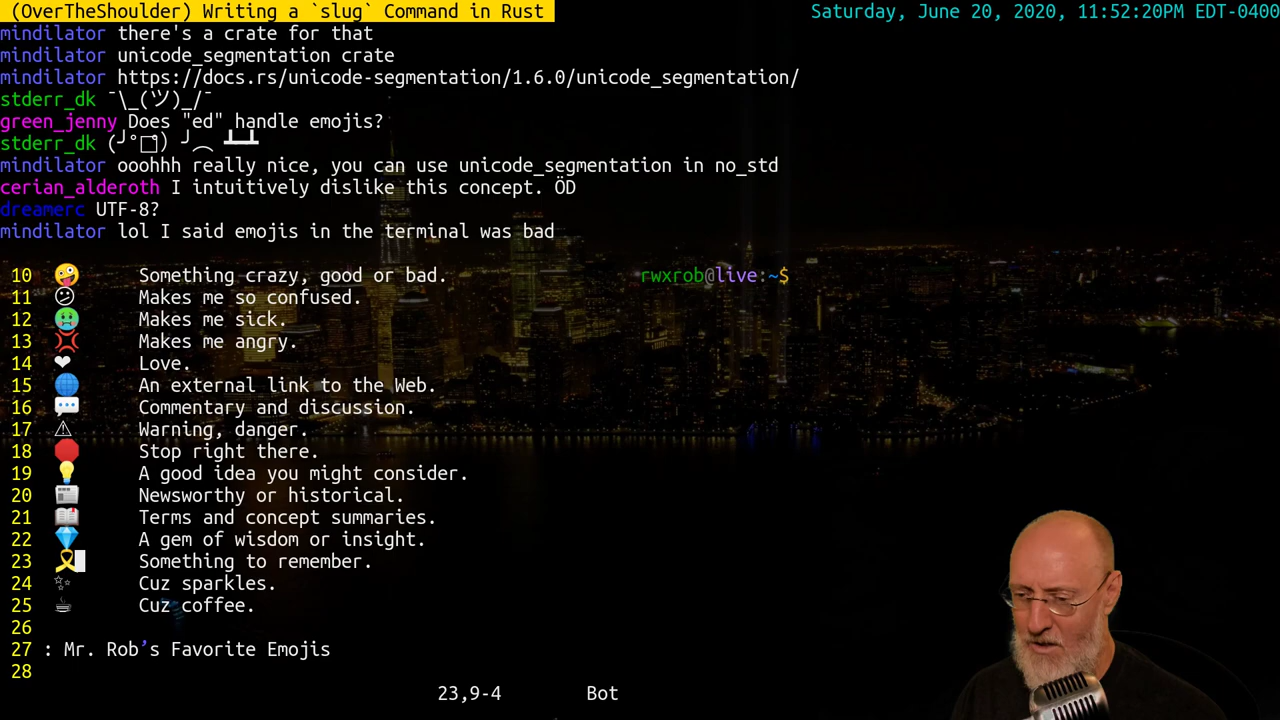 (OverTheShoulder) Writing a `slug` Command in Rust
Saturday, June 20, 2020, 11:52:20PM EDT-0400
mindilator there's a crate for that
mindilator unicode_segmentation crate
mindilator https://docs.rs/unicode-segmentation/1.6.0/unicode_segmentation/
stderr_dk ¯\_(ツ)_/¯
green_jenny Does "ed" handle emojis?
stderr_dk (╯°□°) ╯︵ ┻━┻
mindilator ooohhh really nice, you can use unicode_segmentation in no_std
cerian_alderoth I intuitively dislike this concept. ÖD
dreamerc UTF-8?
mindilator lol I said emojis in the terminal was bad
10 🤪 Something crazy, good or bad.
rwxrob@live:~$
11 😕 Makes me so confused.
12 🤢 Makes me sick.
13 💢 Makes me angry.
14 ❤ Love.
15 🌐 An external link to the Web.
16 💬 Commentary and discussion.
17 ⚠ Warning, danger.
18 🛑 Stop right there.
19 💡 A good idea you might consider.
20 📰 Newsworthy or historical.
21 📖 Terms and concept summaries.
22 💎 A gem of wisdom or insight.
23 🎗 Something to remember.
24 ✨ Cuz sparkles.
25 ☕ Cuz coffee.
26
27 : Mr. Rob’s Favorite Emojis
28
23,9-4 Bot